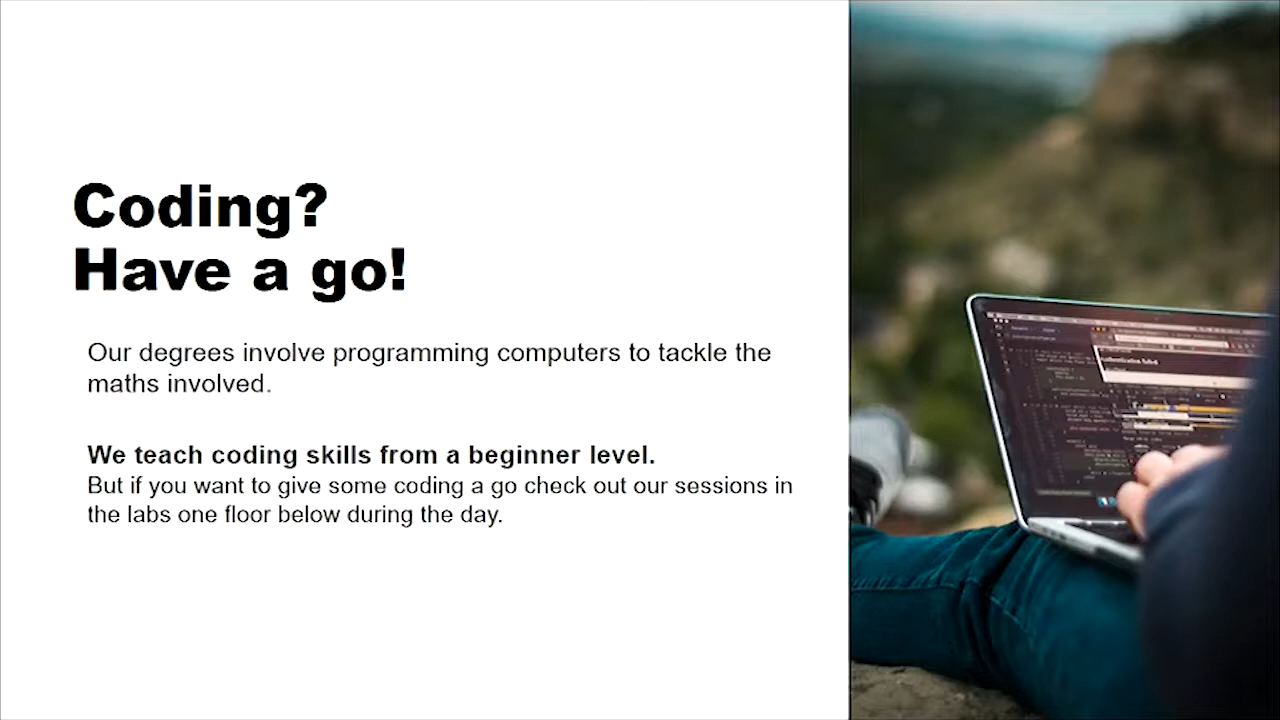 Coding?
Have a go!
Our degrees involve programming computers to tackle the
maths involved.
We teach coding skills from a beginner level.
But if you want to give some coding a go check out our sessions in
the labs one floor below during the day.